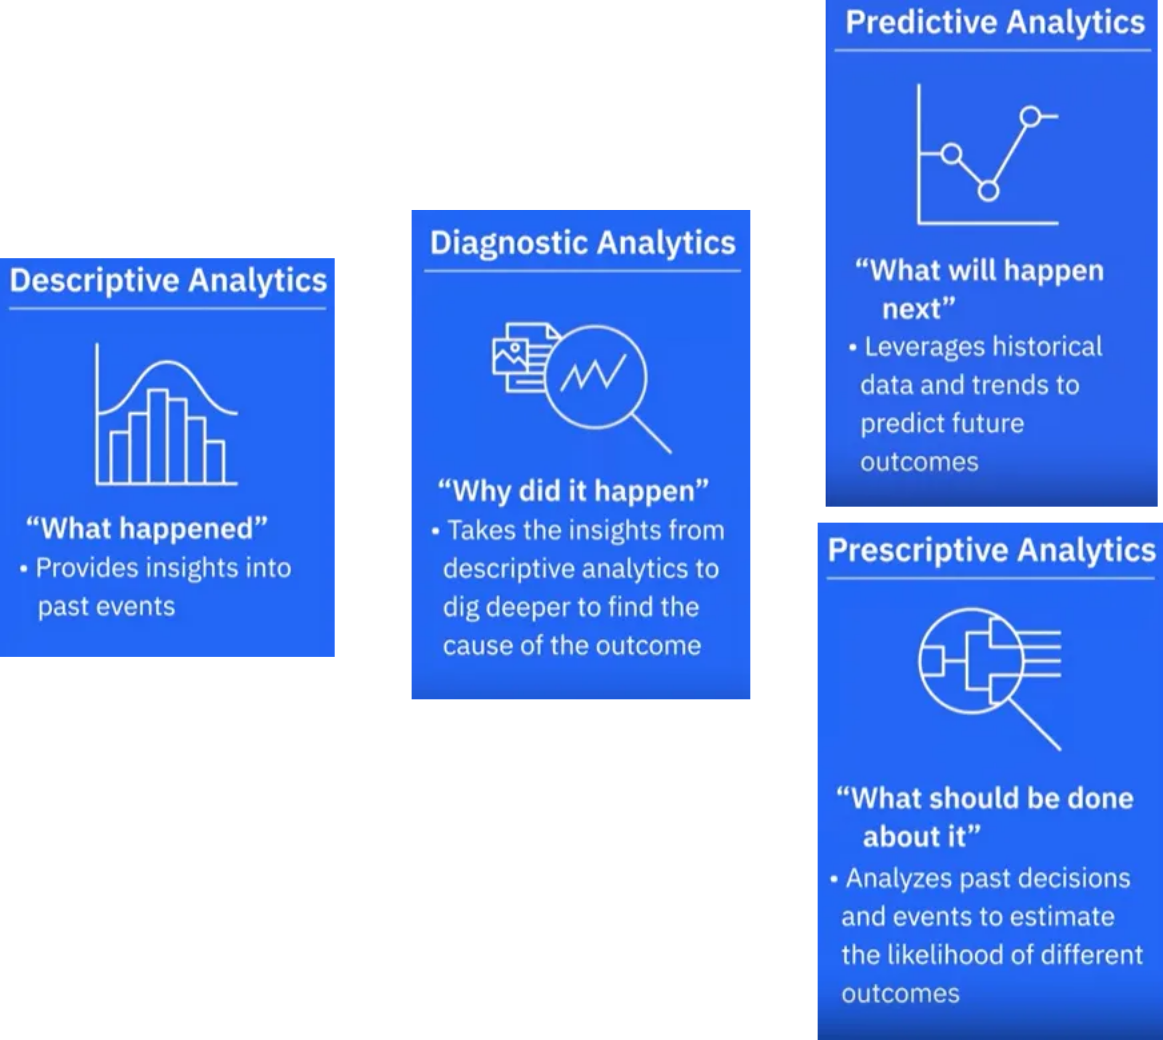 Descriptive Analytics
“What happened”
• Provides insights into
past events
Diagnostic Analytics
“Why did it happen”
• Takes the insights from
descriptive analytics to
dig deeper to find the
cause of the outcome
Predictive Analytics
“What will happen
next”
• Leverages historical
data and trends to
predict future
outcomes
Prescriptive Analytics
“What should be done
about it”
• Analyzes past decisions
and events to estimate
the likelihood of different
outcomes